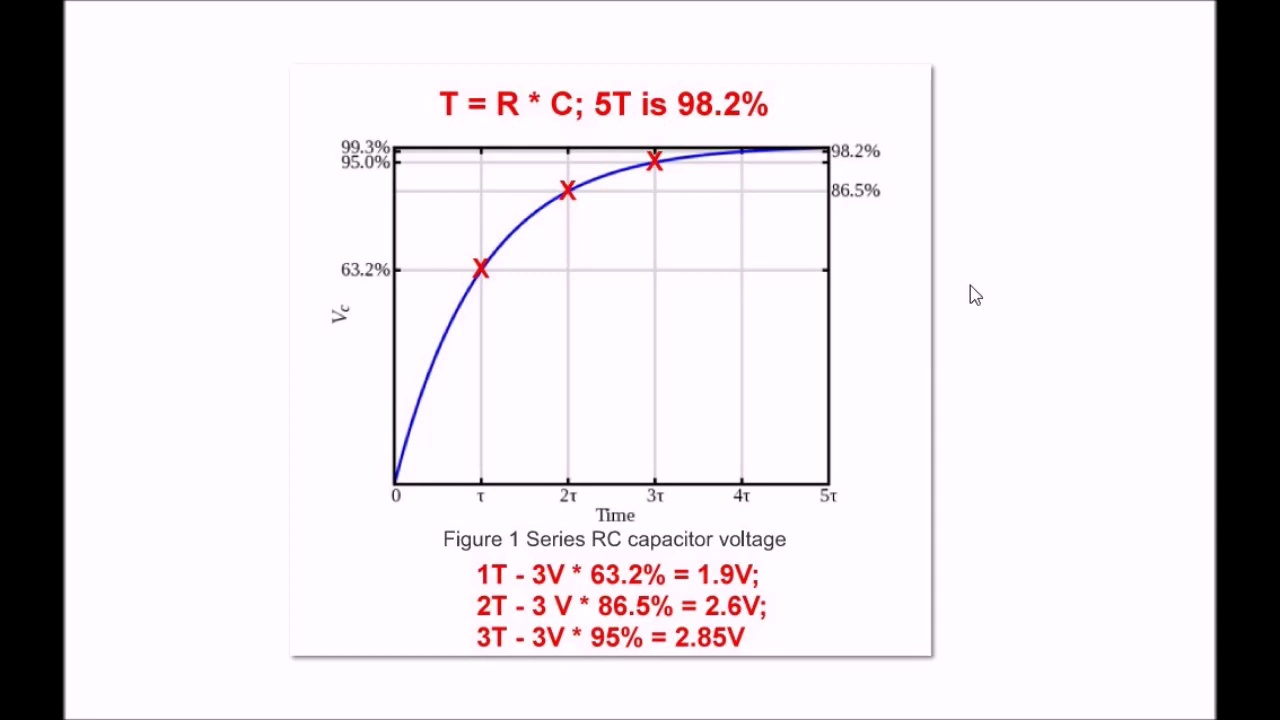 T = R * C; 5T is 98.2%
99.3%
98.2%
95.0%
86.5%
63.2%
Vc
0 τ 2τ 3τ 4τ 5τ
Time
Figure 1 Series RC capacitor voltage
1T - 3V * 63.2% = 1.9V;
2T - 3 V * 86.5% = 2.6V;
3T - 3V * 95% = 2.85V